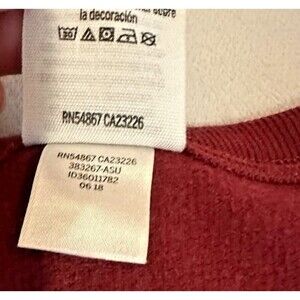 la decoración
RN54867 CA23226
RN54867 CA23226
383267-ASU
ID36011782
06 18